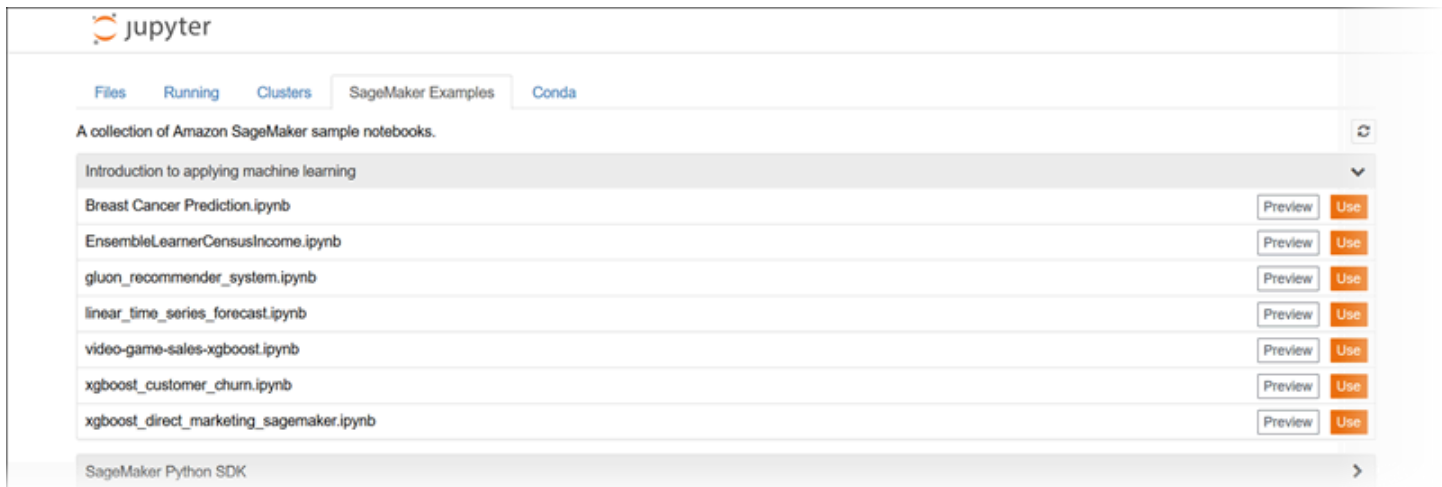 jupyter
Files Running Clusters SageMaker Examples Conda
A collection of Amazon SageMaker sample notebooks.
Introduction to applying machine learning
Breast Cancer Prediction.ipynb Preview Use
EnsembleLearnerCensusIncome.ipynb Preview Use
gluon_recommender_system.ipynb Preview Use
linear_time_series_forecast.ipynb Preview Use
video-game-sales-xgboost.ipynb Preview Use
xgboost_customer_churn.ipynb Preview Use
xgboost_direct_marketing_sagemaker.ipynb Preview Use
SageMaker Python SDK